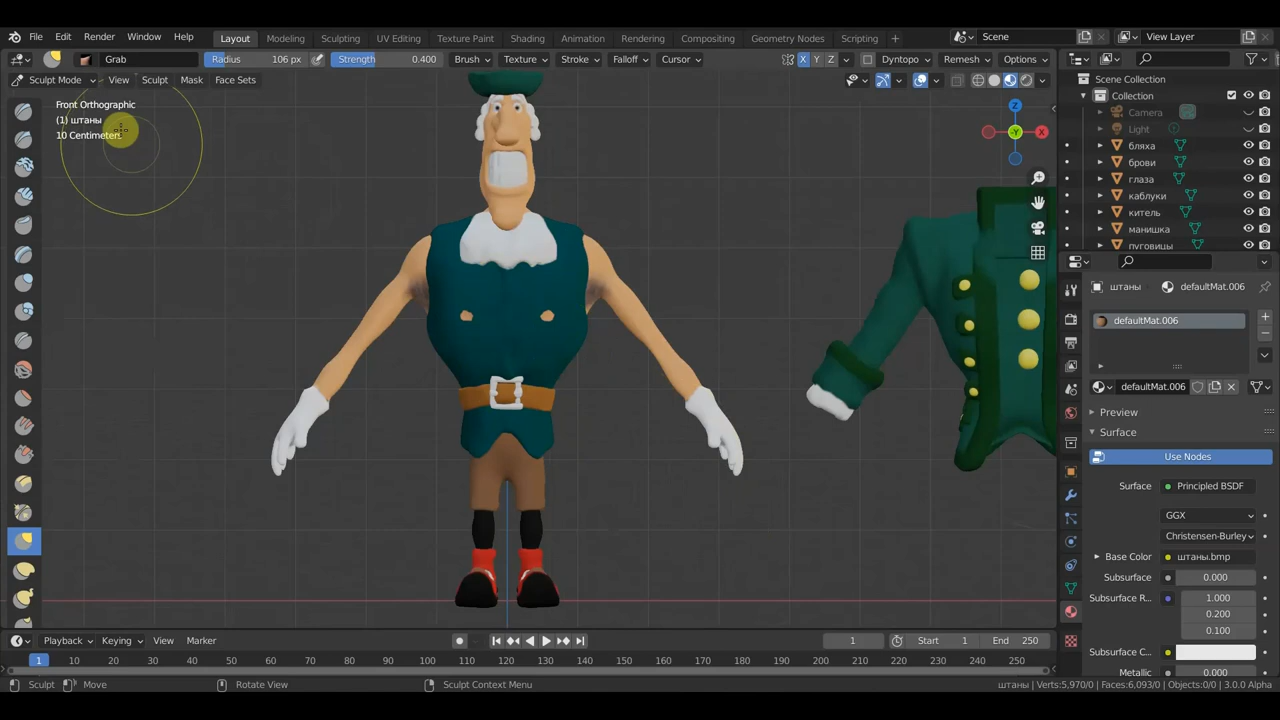 File Edit Render Window Help Layout Modeling Sculpting UV Editing Texture Paint Shading Animation Rendering Compositing Geometry Nodes Scripting + Scene View Layer
Grab Radius 106 px Strength 0.400 Brush Texture Stroke Falloff Cursor X Y Z Dyntopo Remesh Options
Sculpt Mode View Sculpt Mask Face Sets
Scene Collection
Collection
Camera
Light
бляха
брови
глаза
каблуки
китель
манишка
пуговицы
Front Orthographic
(1) штаны
10 Centimeters
Z
-Y
X
штаны defaultMat.006
defaultMat.006
defaultMat.006
Preview
Surface
Use Nodes
Surface Principled BSDF
GGX
Christensen-Burley
Base Color штаны.bmp
Subsurface 0.000
Subsurface R... 1.000
0.200
0.100
Subsurface C...
Metallic 0.000
Playback Keying View Marker 1 Start 1 End 250
1 10 20 30 40 50 60 70 80 90 100 110 120 130 140 150 160 170 180 190 200 210 220 230 240 250
Sculpt Move Rotate View Sculpt Context Menu штаны | Verts:5,970/0 | Faces:6,093/0 | Objects:0/0 | 3.0.0 Alpha